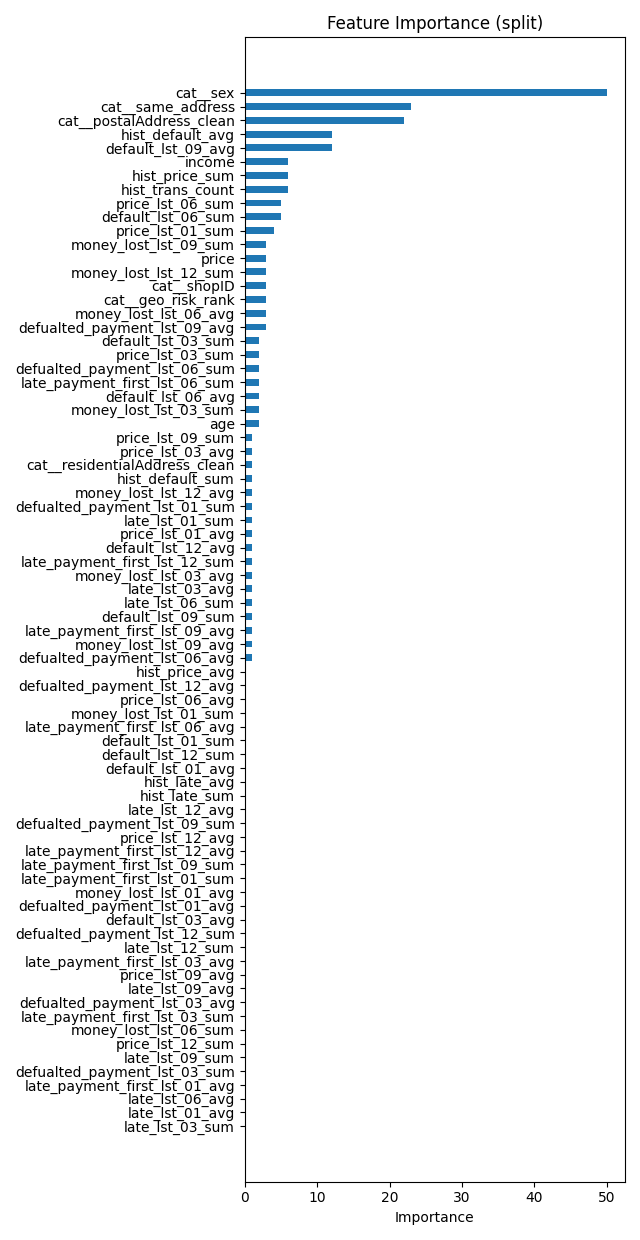 Feature Importance (split)
cat__sex
cat__same_address
cat__postalAddress_clean
hist_default_avg
default_lst_09_avg
income
hist_price_sum
hist_trans_count
price_lst_06_sum
default_lst_06_sum
price_lst_01_sum
money_lost_lst_09_sum
price
money_lost_lst_12_sum
cat__shopID
cat__geo_risk_rank
money_lost_lst_06_avg
defualted_payment_lst_09_avg
default_lst_03_sum
price_lst_03_sum
defualted_payment_lst_06_sum
late_payment_first_lst_06_sum
default_lst_06_avg
money_lost_lst_03_sum
age
price_lst_09_sum
price_lst_03_avg
cat__residentialAddress_clean
hist_default_sum
money_lost_lst_12_avg
defualted_payment_lst_01_sum
late_lst_01_sum
price_lst_01_avg
default_lst_12_avg
late_payment_first_lst_12_sum
money_lost_lst_03_avg
late_lst_03_avg
late_lst_06_sum
default_lst_09_sum
late_payment_first_lst_09_avg
money_lost_lst_09_avg
defualted_payment_lst_06_avg
hist_price_avg
defualted_payment_lst_12_avg
price_lst_06_avg
money_lost_lst_01_sum
late_payment_first_lst_06_avg
default_lst_01_sum
default_lst_12_sum
default_lst_01_avg
hist_late_avg
hist_late_sum
late_lst_12_avg
defualted_payment_lst_09_sum
price_lst_12_avg
late_payment_first_lst_12_avg
late_payment_first_lst_09_sum
late_payment_first_lst_01_sum
money_lost_lst_01_avg
defualted_payment_lst_01_avg
default_lst_03_avg
defualted_payment_lst_12_sum
late_lst_12_sum
late_payment_first_lst_03_avg
price_lst_09_avg
late_lst_09_avg
defualted_payment_lst_03_avg
late_payment_first_lst_03_sum
money_lost_lst_06_sum
price_lst_12_sum
late_lst_09_sum
defualted_payment_lst_03_sum
late_payment_first_lst_01_avg
late_lst_06_avg
late_lst_01_avg
late_lst_03_sum
0 10 20 30 40 50
Importance